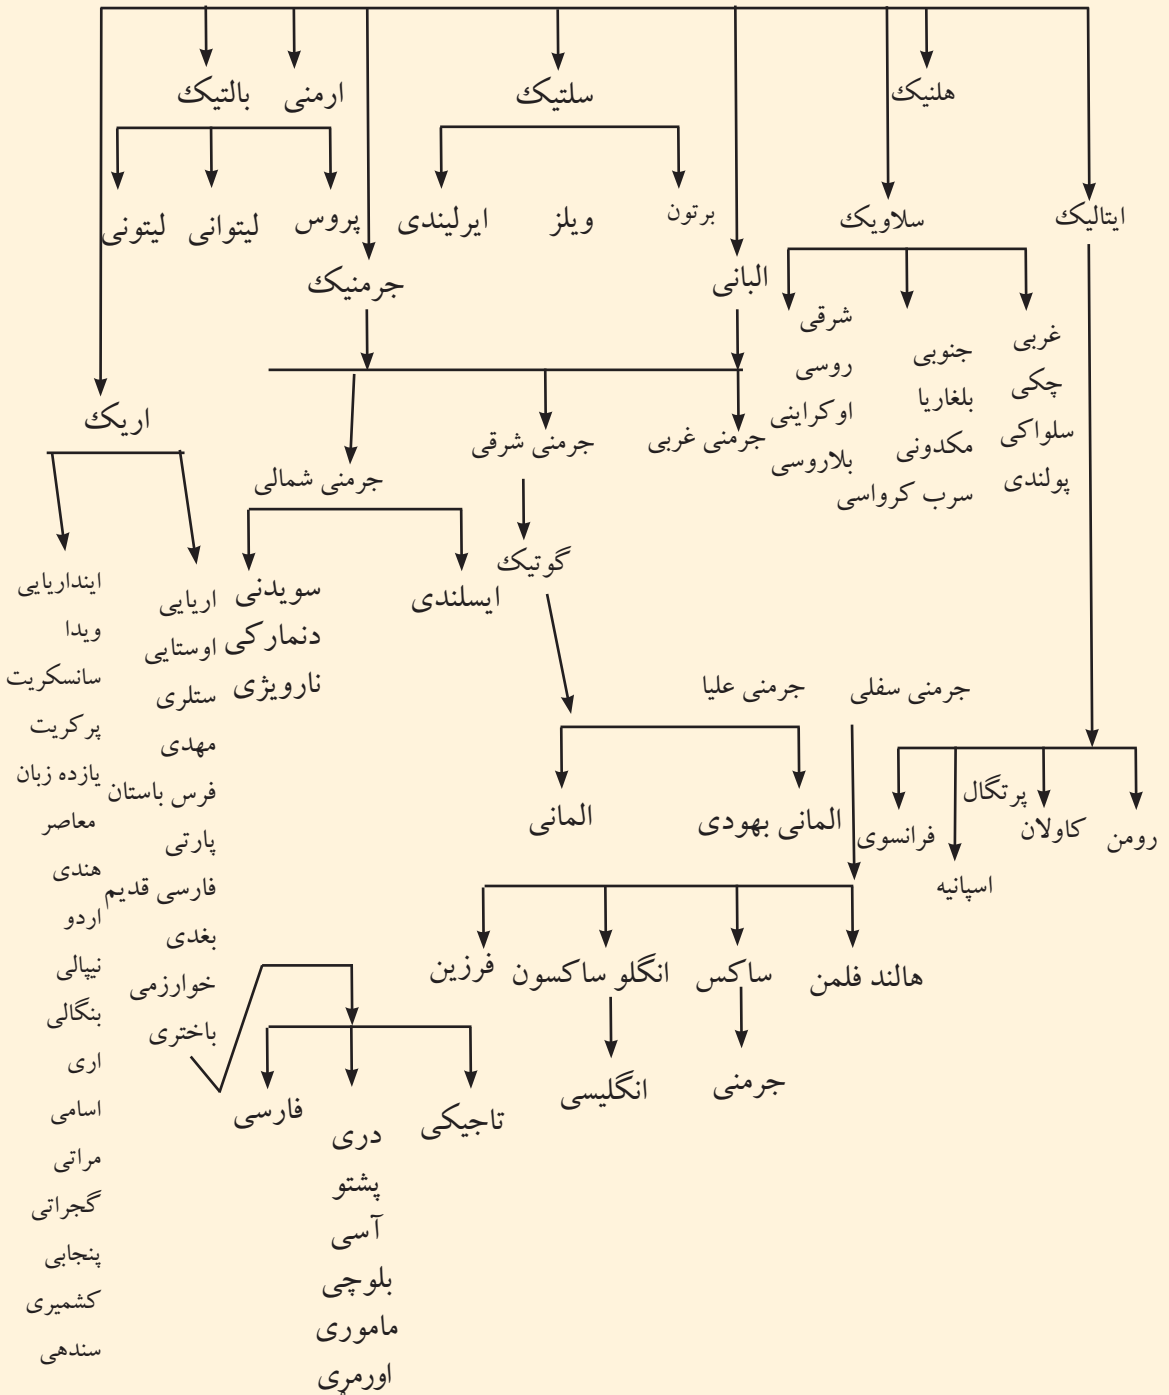 هلنیک
سلتیک
ارمنی
بالتیک
ایتالیک
سلاویک
برتون
ویلز
ایرلیندی
پروس
لیتوانی
لیتونی
البانی
جرمنیک
غربی
چکی
سلواکی
پولندی
جنوبی
بلغاریا
مکدونی
سرب کرواسی
شرقی
روسی
اوکراینی
بلاروسی
جرمنی غربی
جرمنی شرقی
جرمنی شمالی
اریک
گوتیک
ایسلندی
سویدنی
دنمارکی
نارویژی
اریایی
اوستایی
ستلری
مهدی
فرس باستان
پارتی
فارسی قدیم
بغدی
خوارزمی
باختری
اینداریایی
ویدا
سانسکریت
پرکریت
یازده زبان
معاصر
هندی
اردو
نیپالی
بنگالی
اری
اسامی
مراتی
گجراتی
پنجابی
کشمیری
سندهی
جرمنی سفلی
جرمنی علیا
المانی بهودی
المانی
رومن
کاولان
پرتگال
اسپانیه
فرانسوی
هالند فلمن
ساکس
انگلو ساکسون
فرزین
جرمنی
انگلیسی
تاجیکی
دری
پشتو
آسی
بلوچی
ماموری
اورمړی
فارسی